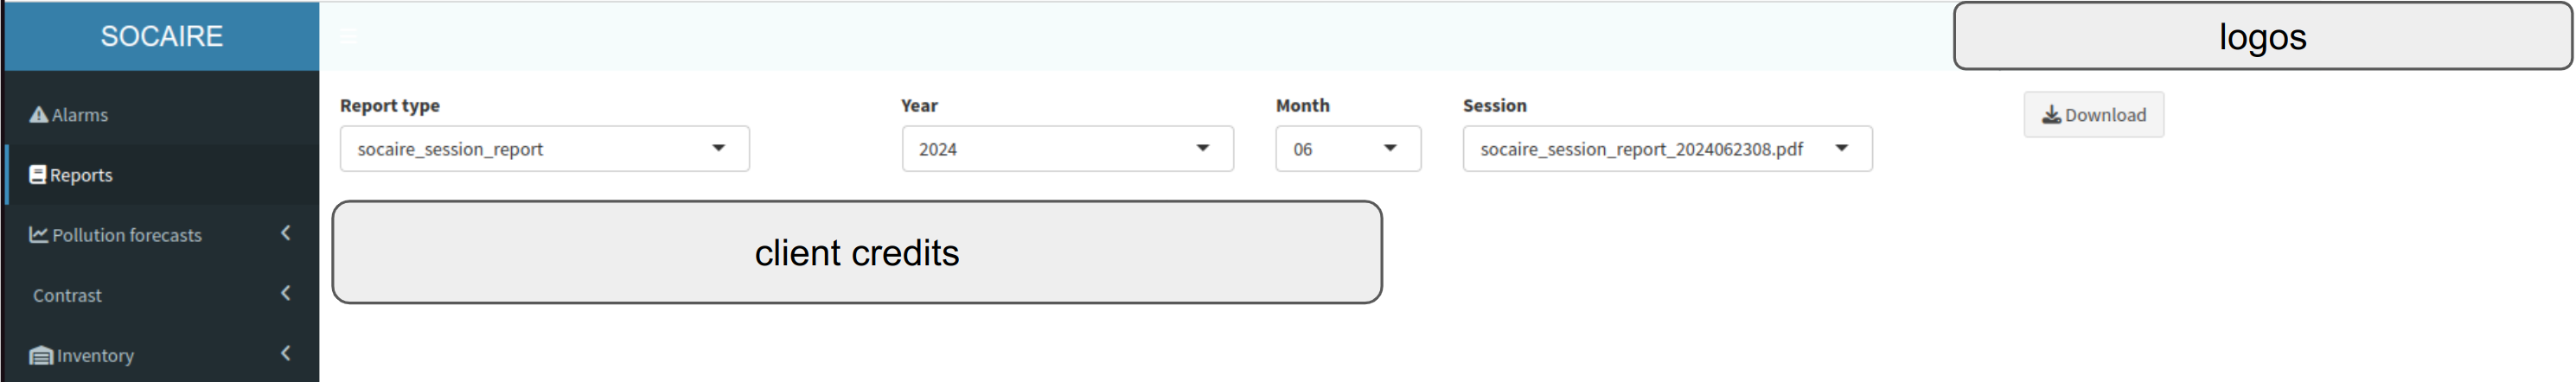 SOCAIRE
logos
Alarms
Reports
Pollution forecasts
Contrast
Inventory
Report type
Year
Month
Session
Download
socaire_session_report
2024
06
socaire_session_report_2024062308.pdf
client credits